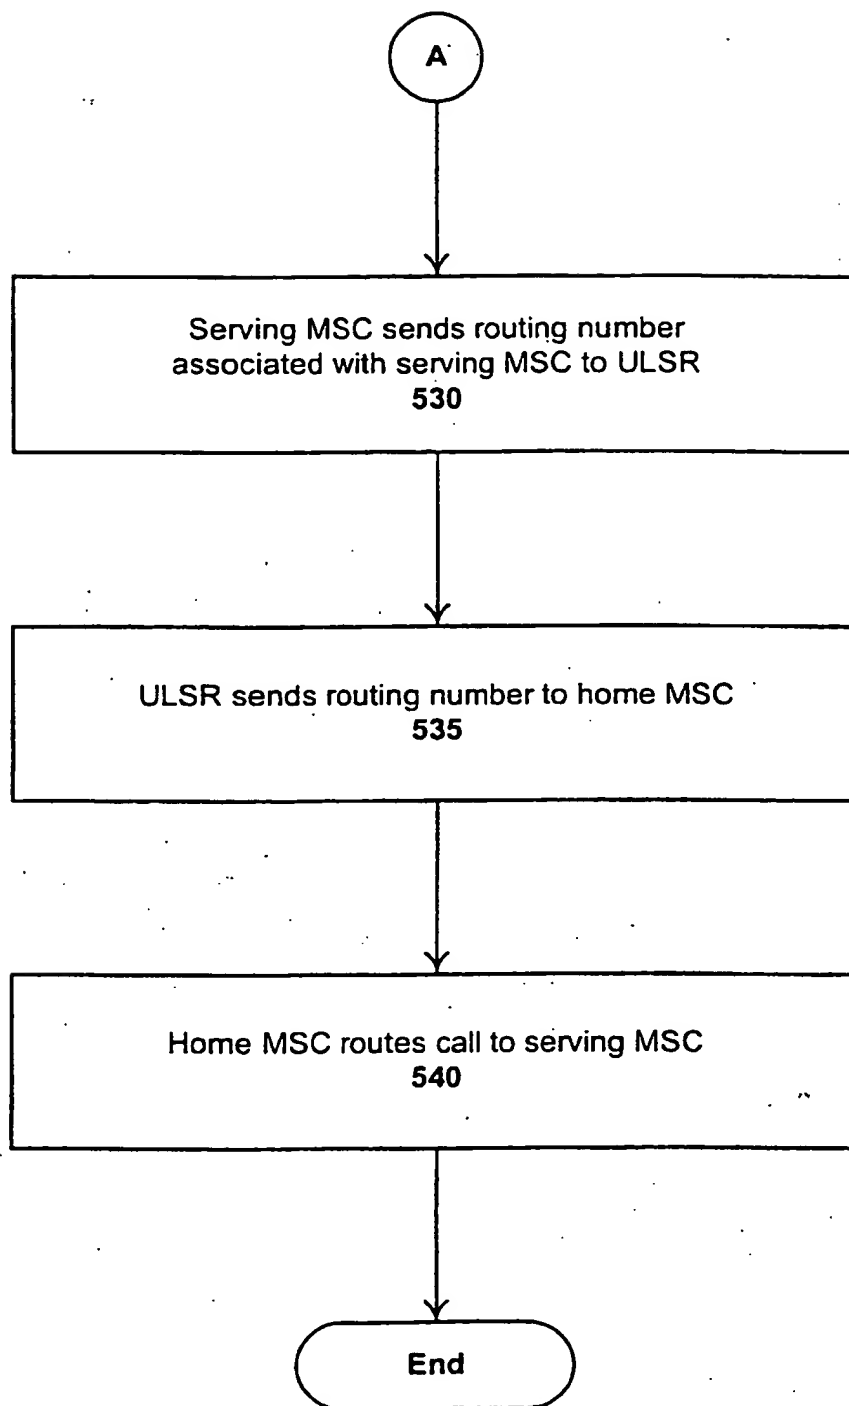 A
Serving MSC sends routing number
associated with serving MSC to ULSR
530
ULSR sends routing number to home MSC
535
Home MSC routes call to serving MSC
540
End